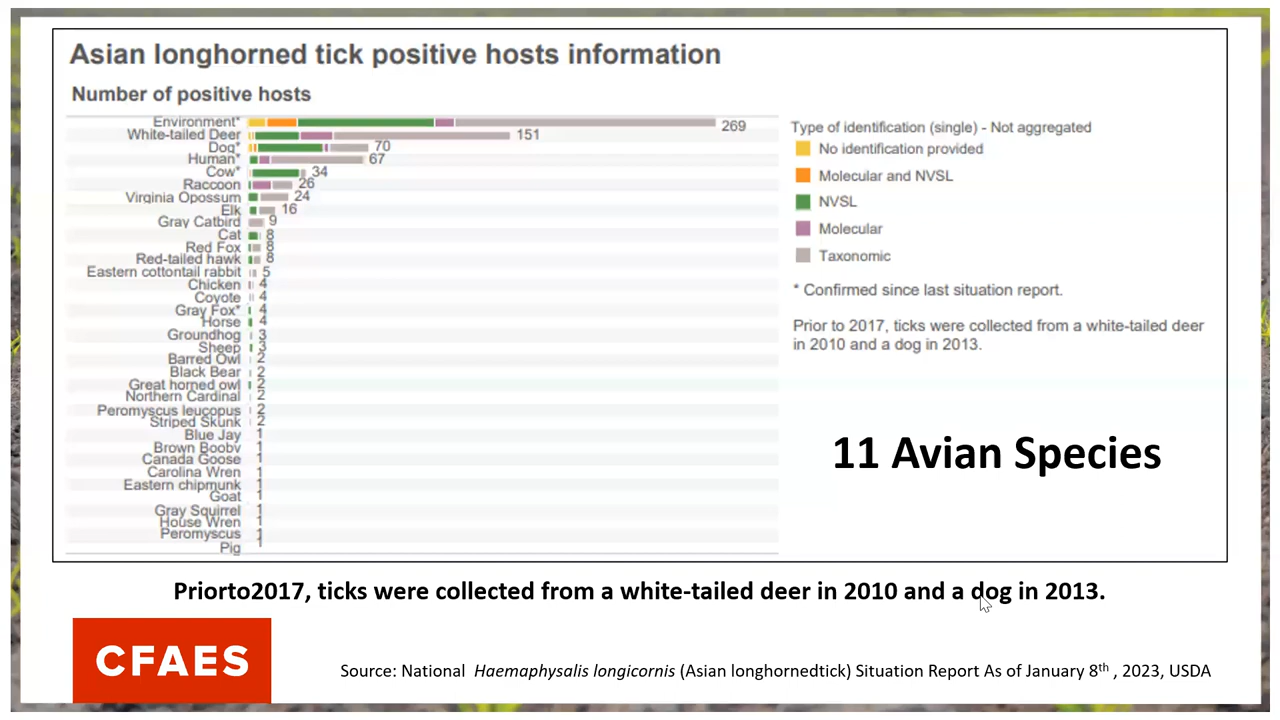 Asian longhorned tick positive hosts information
Number of positive hosts
Environment* 269
White-tailed Deer 151
Dog* 70
Human* 67
Cow* 34
Raccoon 26
Virginia Opossum 24
Elk 16
Gray Catbird 9
Cat 8
Red Fox 8
Red-tailed hawk 8
Eastern cottontail rabbit 5
Chicken 4
Coyote 4
Gray Fox* 4
Horse 4
Groundhog 3
Sheep 3
Barred Owl 2
Black Bear 2
Great horned owl 2
Northern Cardinal 2
Peromyscus leucopus 2
Striped Skunk 2
Blue Jay 1
Brown Booby 1
Canada Goose 1
Carolina Wren 1
Eastern chipmunk 1
Goat 1
Gray Squirrel 1
House Wren 1
Peromyscus 1
Pig 1
Type of identification (single) - Not aggregated
No identification provided
Molecular and NVSL
NVSL
Molecular
Taxonomic
* Confirmed since last situation report.
Prior to 2017, ticks were collected from a white-tailed deer
in 2010 and a dog in 2013.
11 Avian Species
Priorto2017, ticks were collected from a white-tailed deer in 2010 and a dog in 2013.
CFAES
Source: National Haemaphysalis longicornis (Asian longhornedtick) Situation Report As of January 8th , 2023, USDA